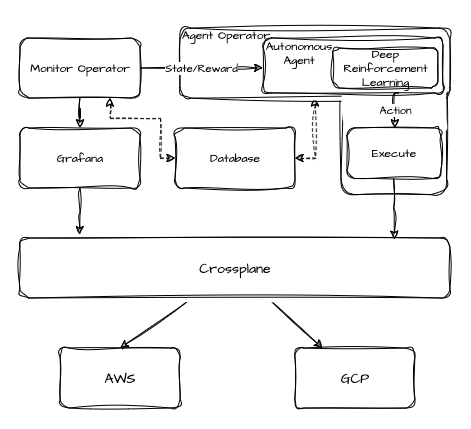 Agent Operator
Monitor Operator
State/Reward
Autonomous
Agent
Deep
Reinforcement
Learning
Action
Grafana
Database
Execute
Crossplane
AWS
GCP